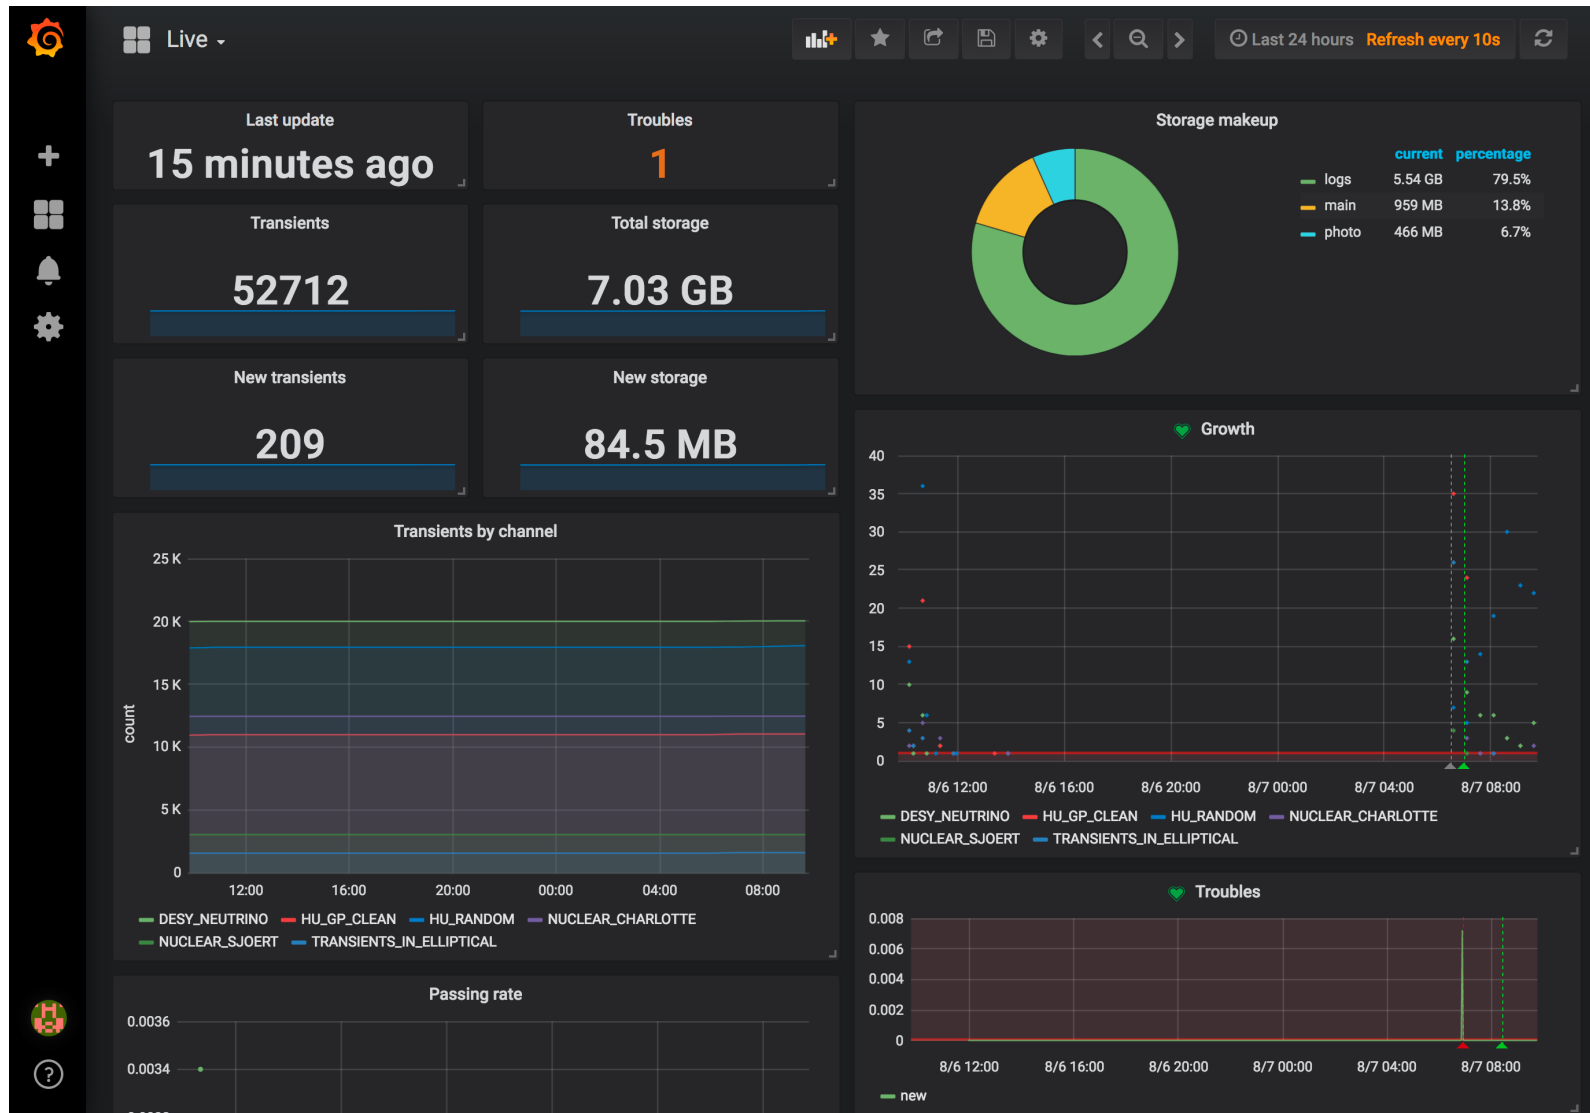 Live
Last 24 hours Refresh every 10s
Last update
15 minutes ago
Troubles
1
Transients
52712
Total storage
7.03 GB
New transients
209
New storage
84.5 MB
Storage makeup
current percentage
logs 5.54 GB 79.5%
main 959 MB 13.8%
photo 466 MB 6.7%
Transients by channel
25 K
20 K
15 K
10 K
5 K
0
count
12:00 16:00 20:00 00:00 04:00 08:00
DESY_NEUTRINO HU_GP_CLEAN HU_RANDOM NUCLEAR_CHARLOTTE
NUCLEAR_SJOERT TRANSIENTS_IN_ELLIPTICAL
Growth
40
35
30
25
20
15
10
5
0
8/6 12:00 8/6 16:00 8/6 20:00 8/7 00:00 8/7 04:00 8/7 08:00
DESY_NEUTRINO HU_GP_CLEAN HU_RANDOM NUCLEAR_CHARLOTTE
NUCLEAR_SJOERT TRANSIENTS_IN_ELLIPTICAL
Passing rate
0.0036
0.0034
Troubles
0.008
0.006
0.004
0.002
0
8/6 12:00 8/6 16:00 8/6 20:00 8/7 00:00 8/7 04:00 8/7 08:00
new